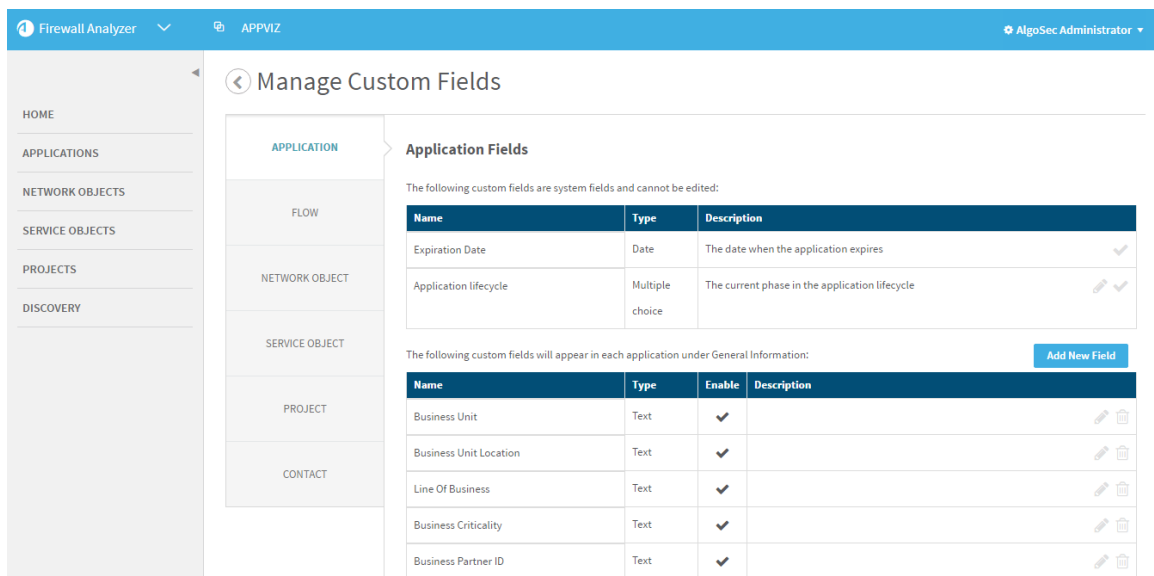 Firewall Analyzer
APPVIZ
AlgoSec Administrator
Manage Custom Fields
HOME
APPLICATIONS
NETWORK OBJECTS
SERVICE OBJECTS
PROJECTS
DISCOVERY
APPLICATION
FLOW
NETWORK OBJECT
SERVICE OBJECT
PROJECT
CONTACT
Application Fields
The following custom fields are system fields and cannot be edited:
Name Type Description
Expiration Date Date The date when the application expires
Application lifecycle Multiple choice The current phase in the application lifecycle
The following custom fields will appear in each application under General Information:
Add New Field
Name Type Enable Description
Business Unit Text
Business Unit Location Text
Line Of Business Text
Business Criticality Text
Business Partner ID Text